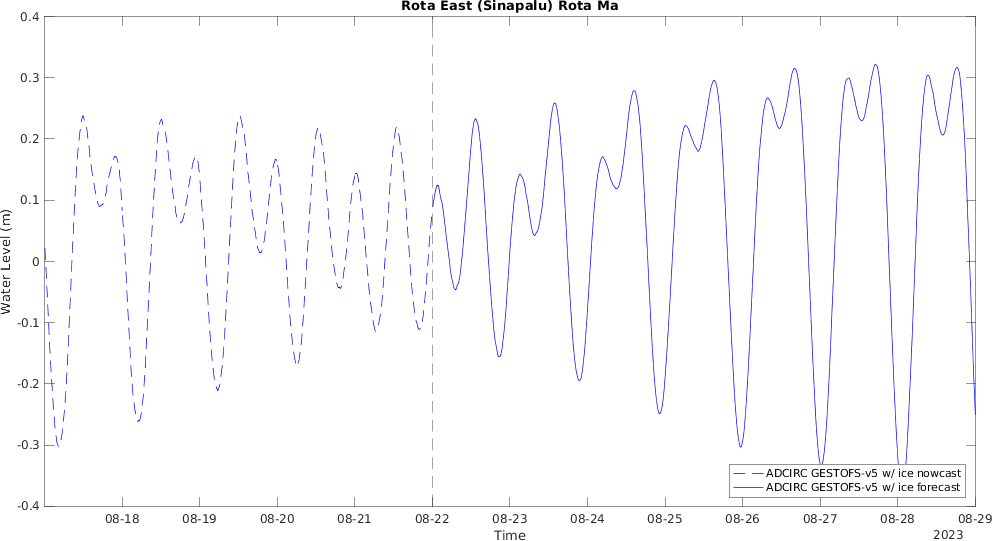 Rota East (Sinapalu) Rota Ma
0.4
0.3
0.2
0.1
0
-0.1
-0.2
-0.3
-0.4
Water Level (m)
08-18 08-19 08-20 08-21 08-22 08-23 08-24 08-25 08-26 08-27 08-28 08-29
Time
2023
ADCIRC GESTOFS-v5 w/ ice nowcast
ADCIRC GESTOFS-v5 w/ ice forecast